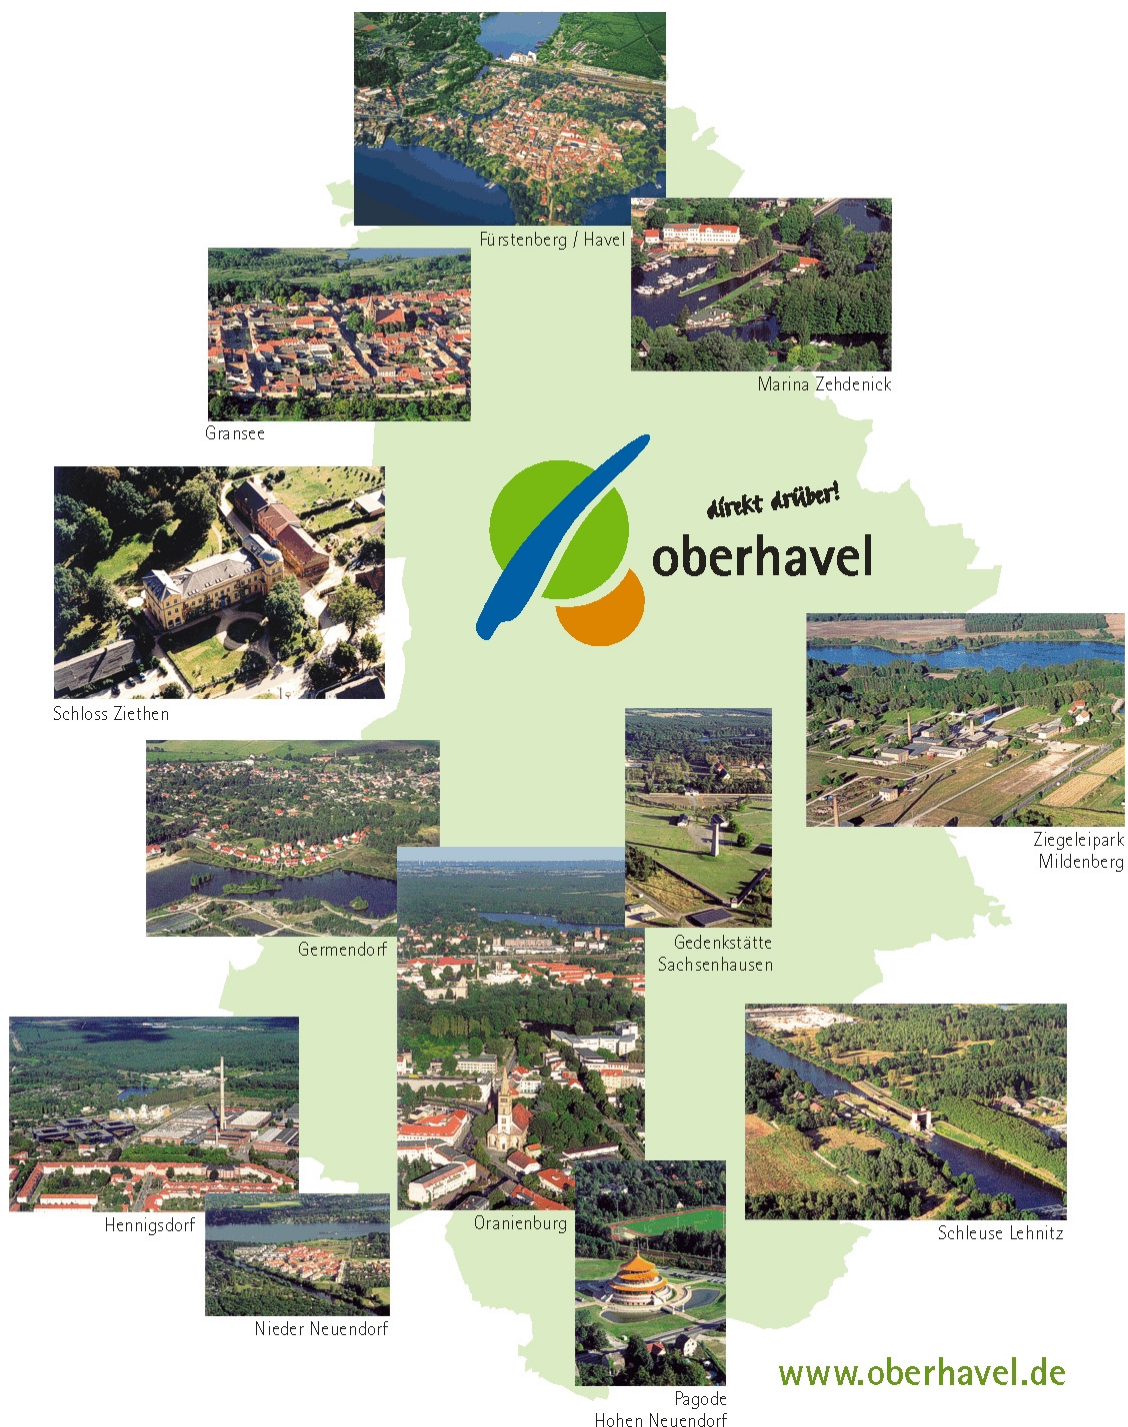 Fürstenberg / Havel
Marina Zehdenick
Gransee
direkt drüber!
oberhavel
Schloss Ziethen
Ziegeleipark
Mildenberg
Germendorf
Gedenkstätte
Sachsenhausen
Hennigsdorf
Oranienburg
Schleuse Lehnitz
Nieder Neuendorf
www.oberhavel.de
Pagode
Hohen Neuendorf